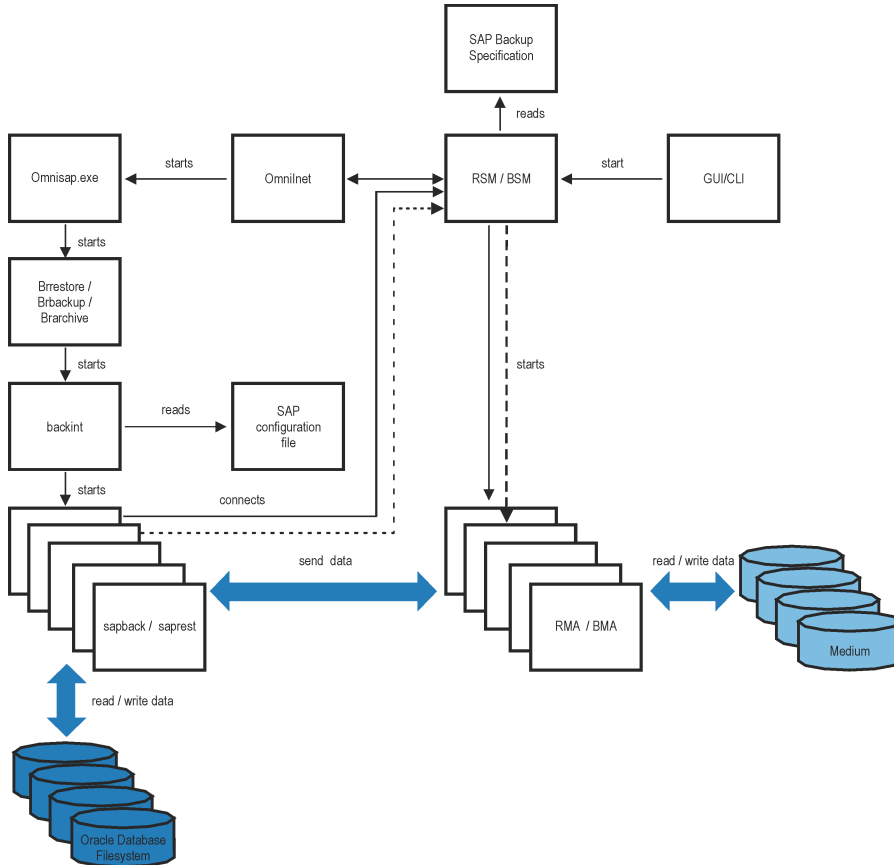 SAP Backup
Specification
reads
starts
start
Omnisap.exe
OmniInet
RSM / BSM
GUI/CLI
starts
Brrestore /
Brbackup /
Brarchive
starts
starts
backint
reads
SAP
configuration
file
starts
connects
send data
read / write data
sapback / saprest
RMA / BMA
Medium
read / write data
Oracle Database
Filesystem